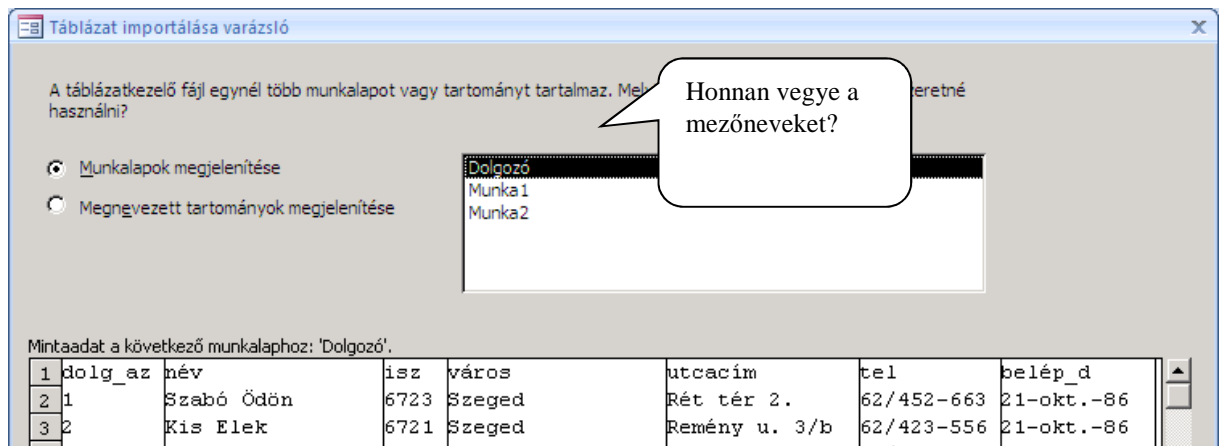 Táblázat importálása varázsló
A táblázatkezelő fájl egynél több munkalapot vagy tartományt tartalmaz. zeretné
használni?
Honnan vegye a
mezőneveket?
Munkalapok megjelenítése
Megnevezett tartományok megjelenítése
Dolgozó
Munka1
Munka2
Mintaadat a következő munkalaphoz: 'Dolgozó'.
1 dolg_az név isz város utcacím tel belép_d
2 1 Szabó Ödön 6723 Szeged Rét tér 2. 62/452-663 21-okt.-86
3 2 Kis Elek 6721 Szeged Remény u. 3/b 62/423-556 21-okt.-86